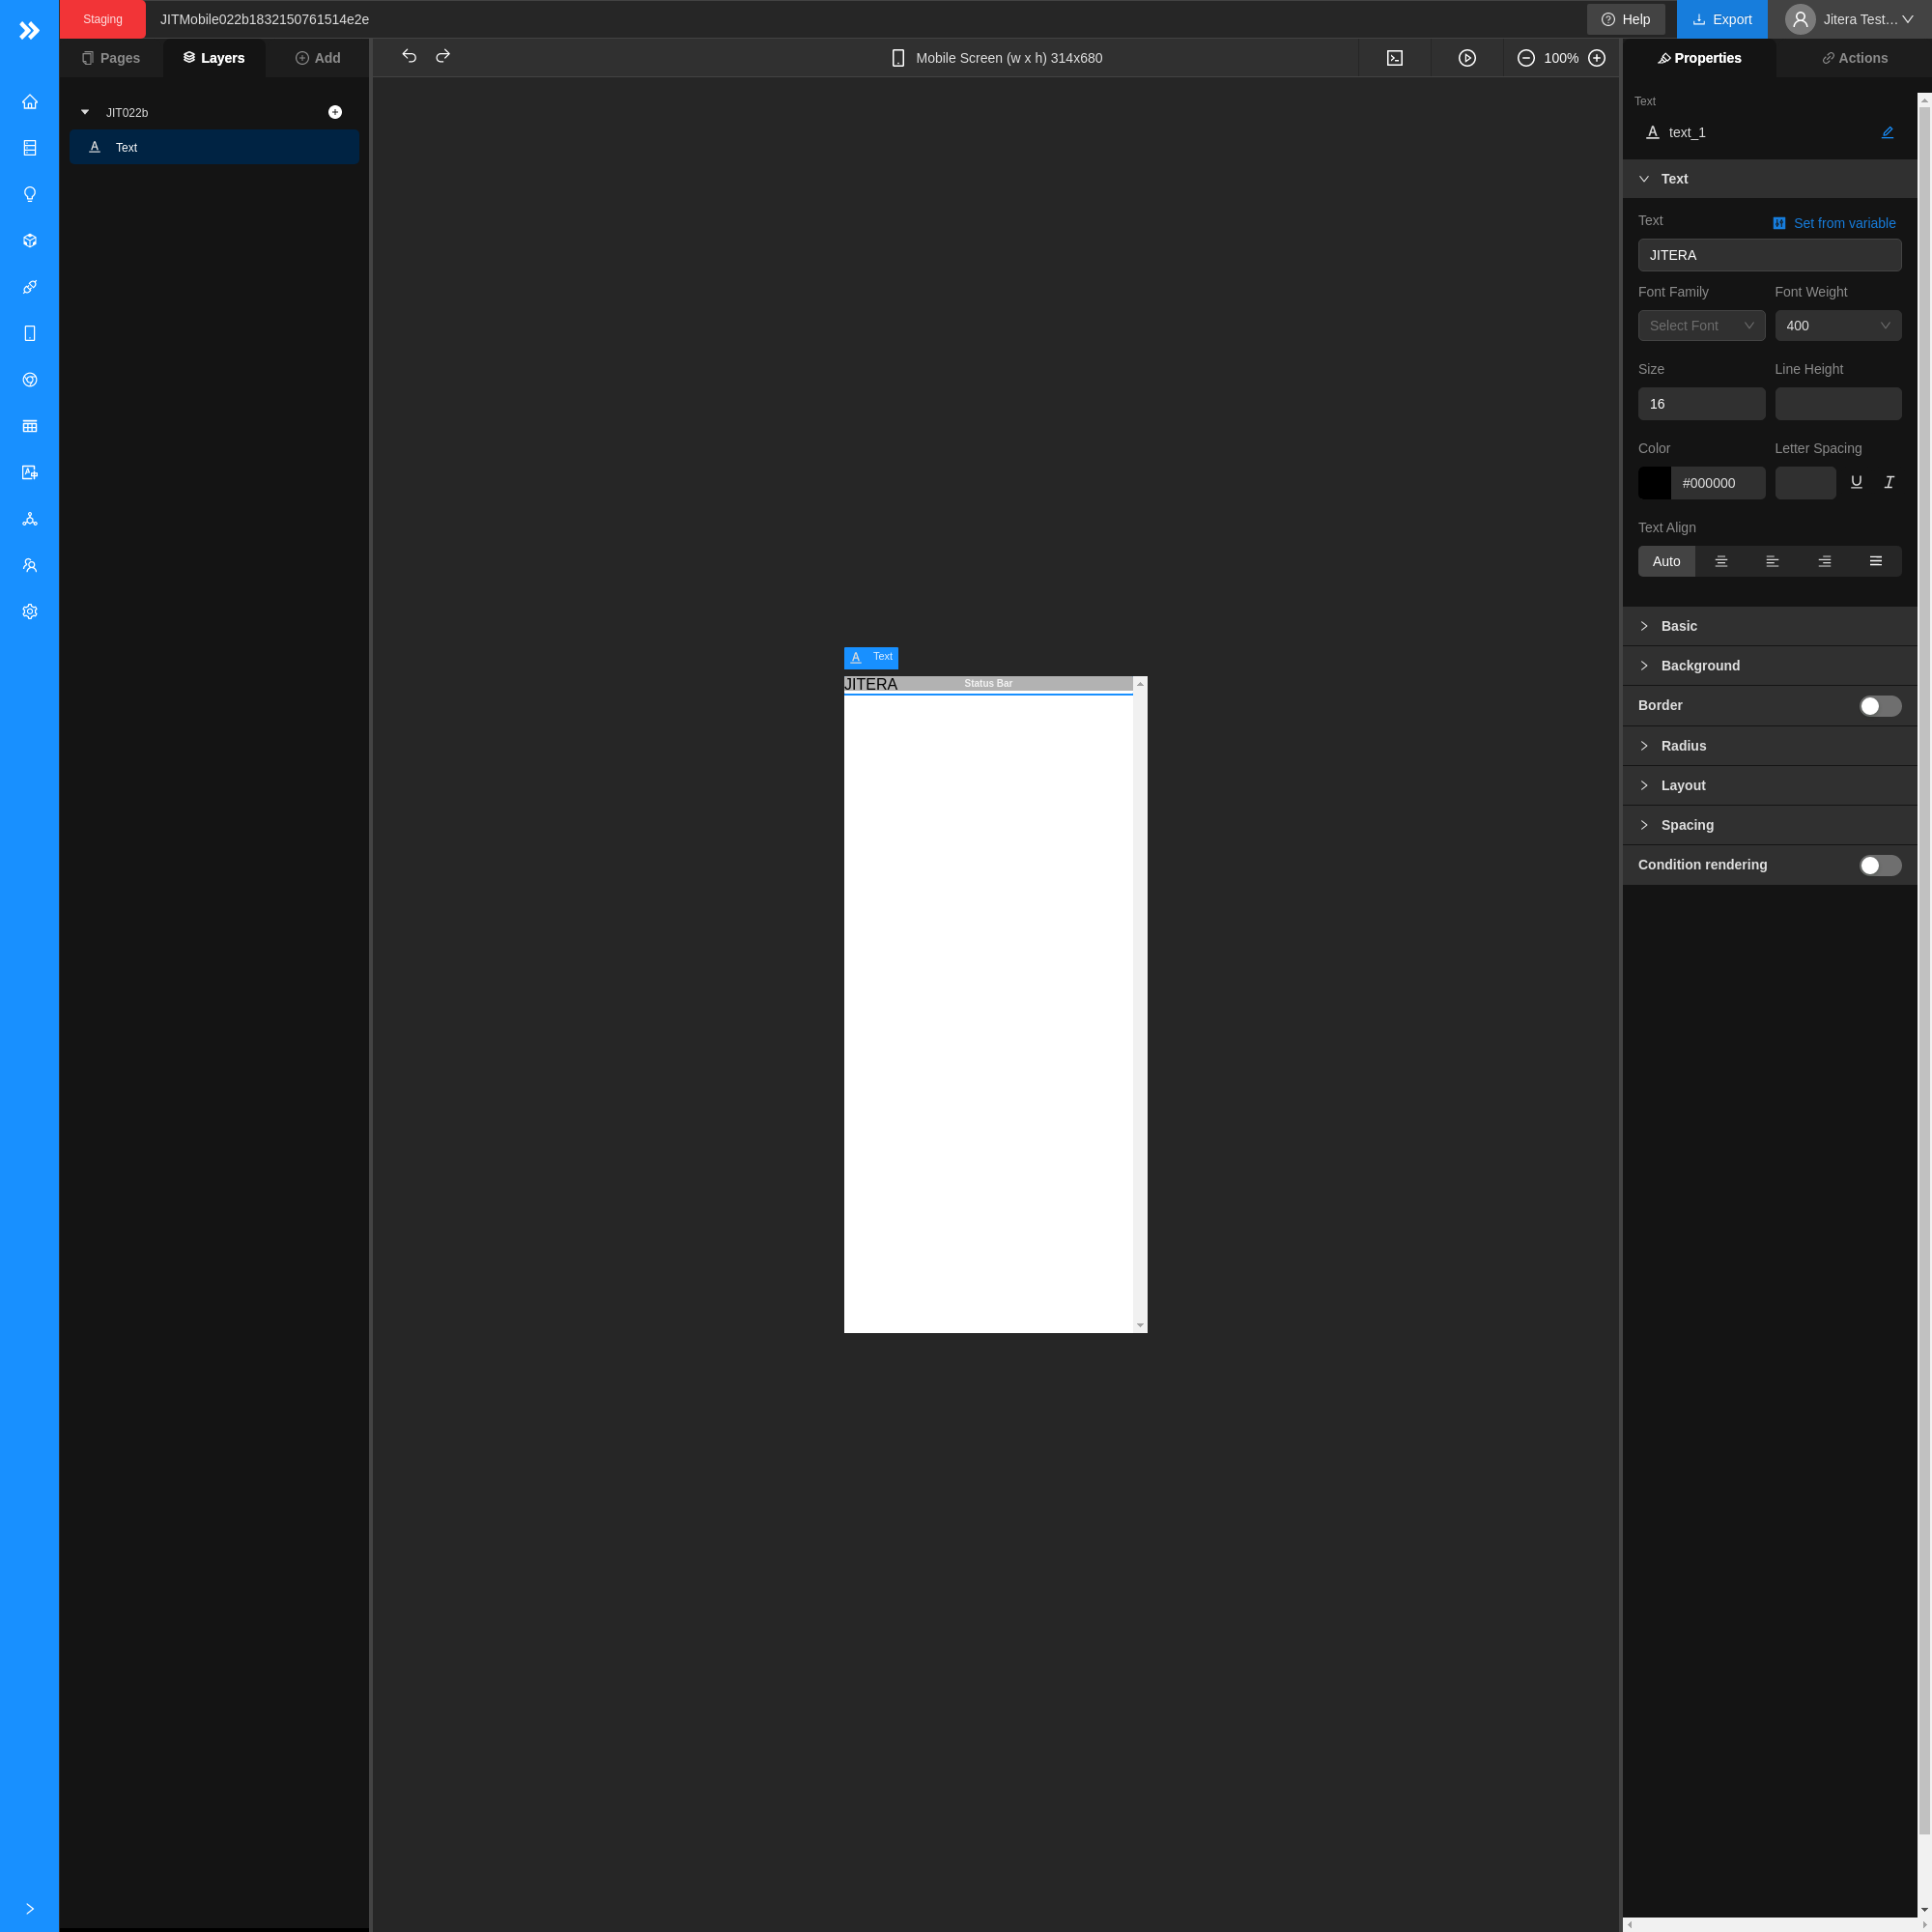 Staging
JITMobile022b1832150761514e2e
Help
Export
Jitera Test…
Pages
Layers
Add
Mobile Screen (w x h) 314x680
100%
Properties
Actions
JIT022b
Text
Text
text_1
Text
Text
Set from variable
JITERA
Font Family
Font Weight
Select Font
400
Size
Line Height
16
Color
Letter Spacing
#000000
Text Align
Auto
Basic
Background
Border
Radius
Layout
Spacing
Condition rendering
Text
JITERA
Status Bar